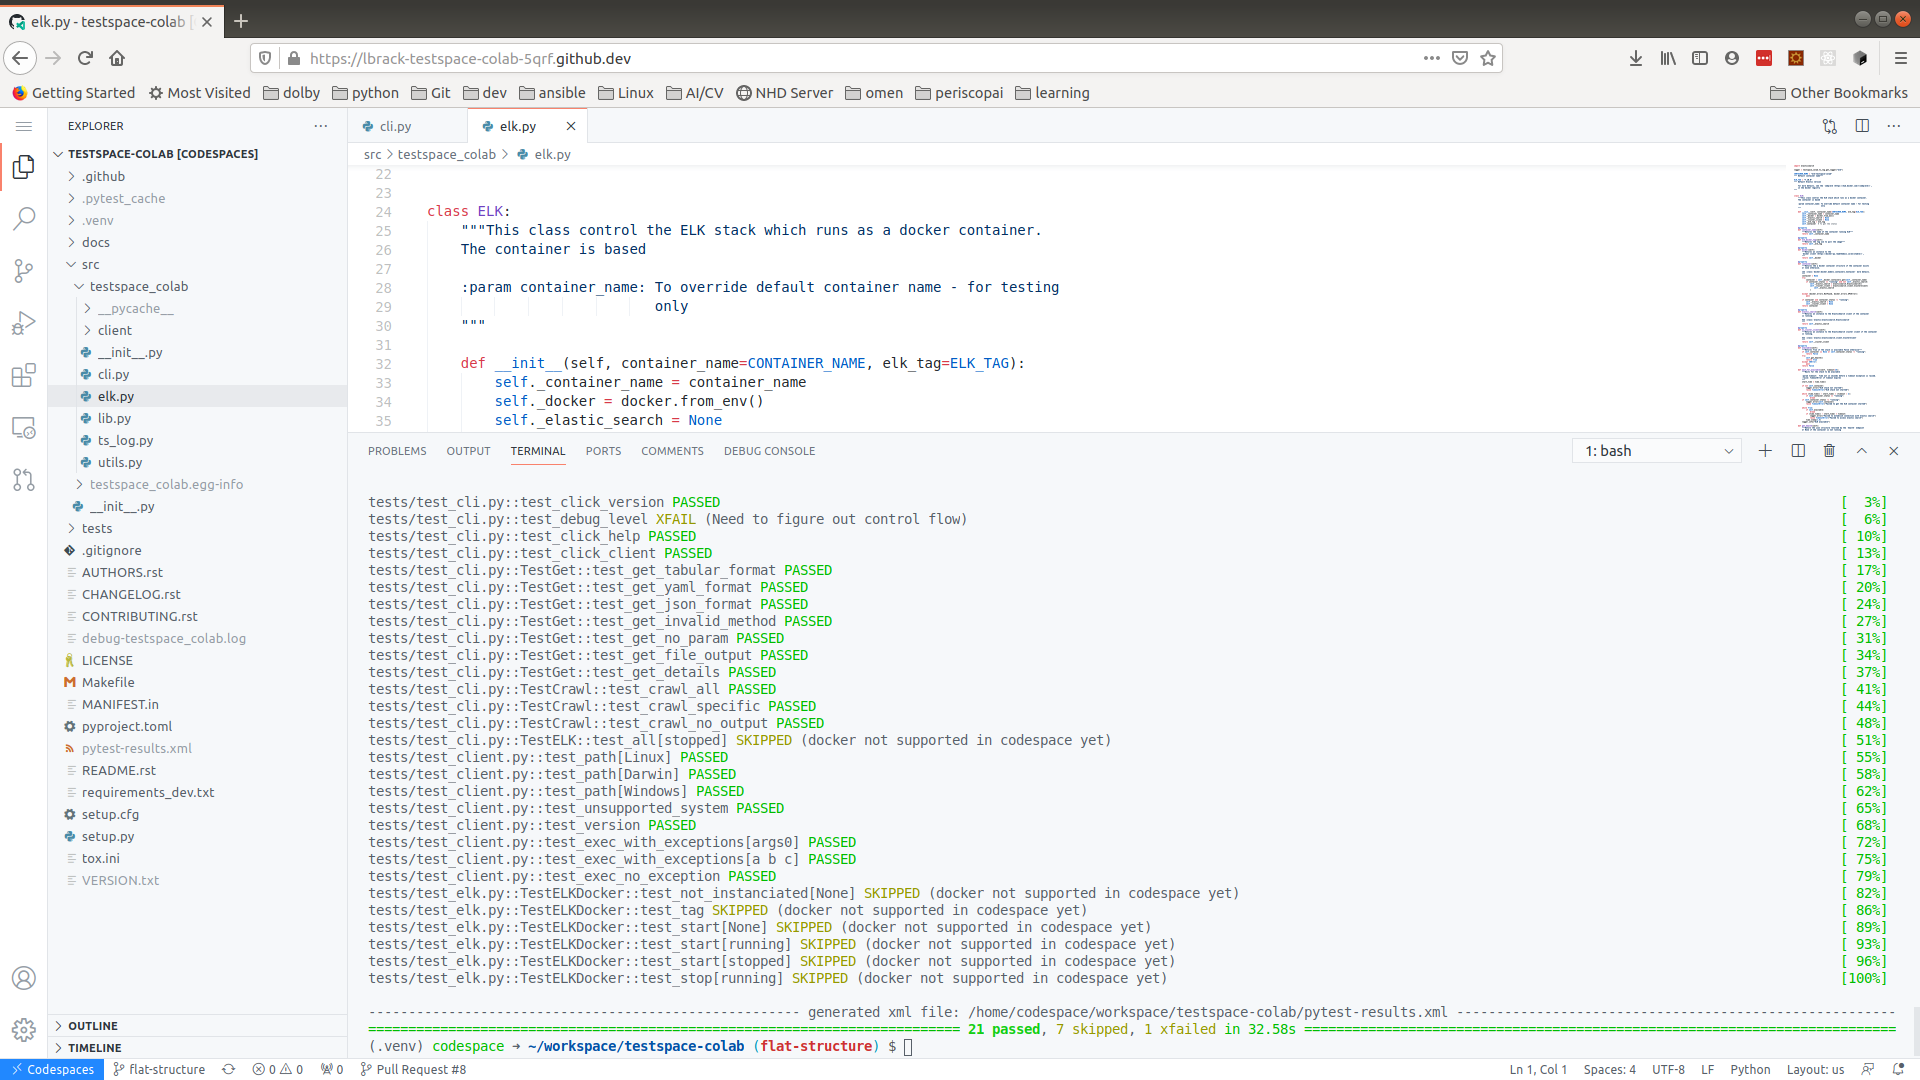 elk.py - testspace-colab [
https://lbrack-testspace-colab-5qrf.github.dev
Getting Started Most Visited dolby python Git dev ansible Linux AI/CV NHD Server omen periscopai learning Other Bookmarks
EXPLORER
TESTSPACE-COLAB [CODESPACES]
.github
.pytest_cache
.venv
docs
src
testspace_colab
__pycache__
client
__init__.py
cli.py
elk.py
lib.py
ts_log.py
utils.py
testspace_colab.egg-info
__init__.py
tests
.gitignore
AUTHORS.rst
CHANGELOG.rst
CONTRIBUTING.rst
debug-testspace_colab.log
LICENSE
Makefile
MANIFEST.in
pyproject.toml
pytest-results.xml
README.rst
requirements_dev.txt
setup.cfg
setup.py
tox.ini
VERSION.txt
OUTLINE
TIMELINE
cli.py elk.py
src > testspace_colab > elk.py
22
23
24 class ELK:
25 """This class control the ELK stack which runs as a docker container.
26 The container is based
27
28 :param container_name: To override default container name - for testing
29 only
30 """
31
32 def __init__(self, container_name=CONTAINER_NAME, elk_tag=ELK_TAG):
33 self._container_name = container_name
34 self._docker = docker.from_env()
35 self._elastic_search = None
PROBLEMS OUTPUT TERMINAL PORTS COMMENTS DEBUG CONSOLE 1: bash
tests/test_cli.py::test_click_version PASSED [  3%]
tests/test_cli.py::test_debug_level XFAIL (Need to figure out control flow) [  6%]
tests/test_cli.py::test_click_help PASSED [ 10%]
tests/test_cli.py::test_click_client PASSED [ 13%]
tests/test_cli.py::TestGet::test_get_tabular_format PASSED [ 17%]
tests/test_cli.py::TestGet::test_get_yaml_format PASSED [ 20%]
tests/test_cli.py::TestGet::test_get_json_format PASSED [ 24%]
tests/test_cli.py::TestGet::test_get_invalid_method PASSED [ 27%]
tests/test_cli.py::TestGet::test_get_no_param PASSED [ 31%]
tests/test_cli.py::TestGet::test_get_file_output PASSED [ 34%]
tests/test_cli.py::TestGet::test_get_details PASSED [ 37%]
tests/test_cli.py::TestCrawl::test_crawl_all PASSED [ 41%]
tests/test_cli.py::TestCrawl::test_crawl_specific PASSED [ 44%]
tests/test_cli.py::TestCrawl::test_crawl_no_output PASSED [ 48%]
tests/test_cli.py::TestELK::test_all[stopped] SKIPPED (docker not supported in codespace yet) [ 51%]
tests/test_client.py::test_path[Linux] PASSED [ 55%]
tests/test_client.py::test_path[Darwin] PASSED [ 58%]
tests/test_client.py::test_path[Windows] PASSED [ 62%]
tests/test_client.py::test_unsupported_system PASSED [ 65%]
tests/test_client.py::test_version PASSED [ 68%]
tests/test_client.py::test_exec_with_exceptions[args0] PASSED [ 72%]
tests/test_client.py::test_exec_with_exceptions[a b c] PASSED [ 75%]
tests/test_client.py::test_exec_no_exception PASSED [ 79%]
tests/test_elk.py::TestELKDocker::test_not_instanciated[None] SKIPPED (docker not supported in codespace yet) [ 82%]
tests/test_elk.py::TestELKDocker::test_tag SKIPPED (docker not supported in codespace yet) [ 86%]
tests/test_elk.py::TestELKDocker::test_start[None] SKIPPED (docker not supported in codespace yet) [ 89%]
tests/test_elk.py::TestELKDocker::test_start[running] SKIPPED (docker not supported in codespace yet) [ 93%]
tests/test_elk.py::TestELKDocker::test_start[stopped] SKIPPED (docker not supported in codespace yet) [ 96%]
tests/test_elk.py::TestELKDocker::test_stop[running] SKIPPED (docker not supported in codespace yet) [100%]
generated xml file: /home/codespace/workspace/testspace-colab/pytest-results.xml
21 passed, 7 skipped, 1 xfailed in 32.58s
(.venv) codespace → ~/workspace/testspace-colab (flat-structure) $
Codespaces flat-structure 0 0 0 Pull Request #8 Ln 1, Col 1 Spaces: 4 UTF-8 LF Python Layout: us